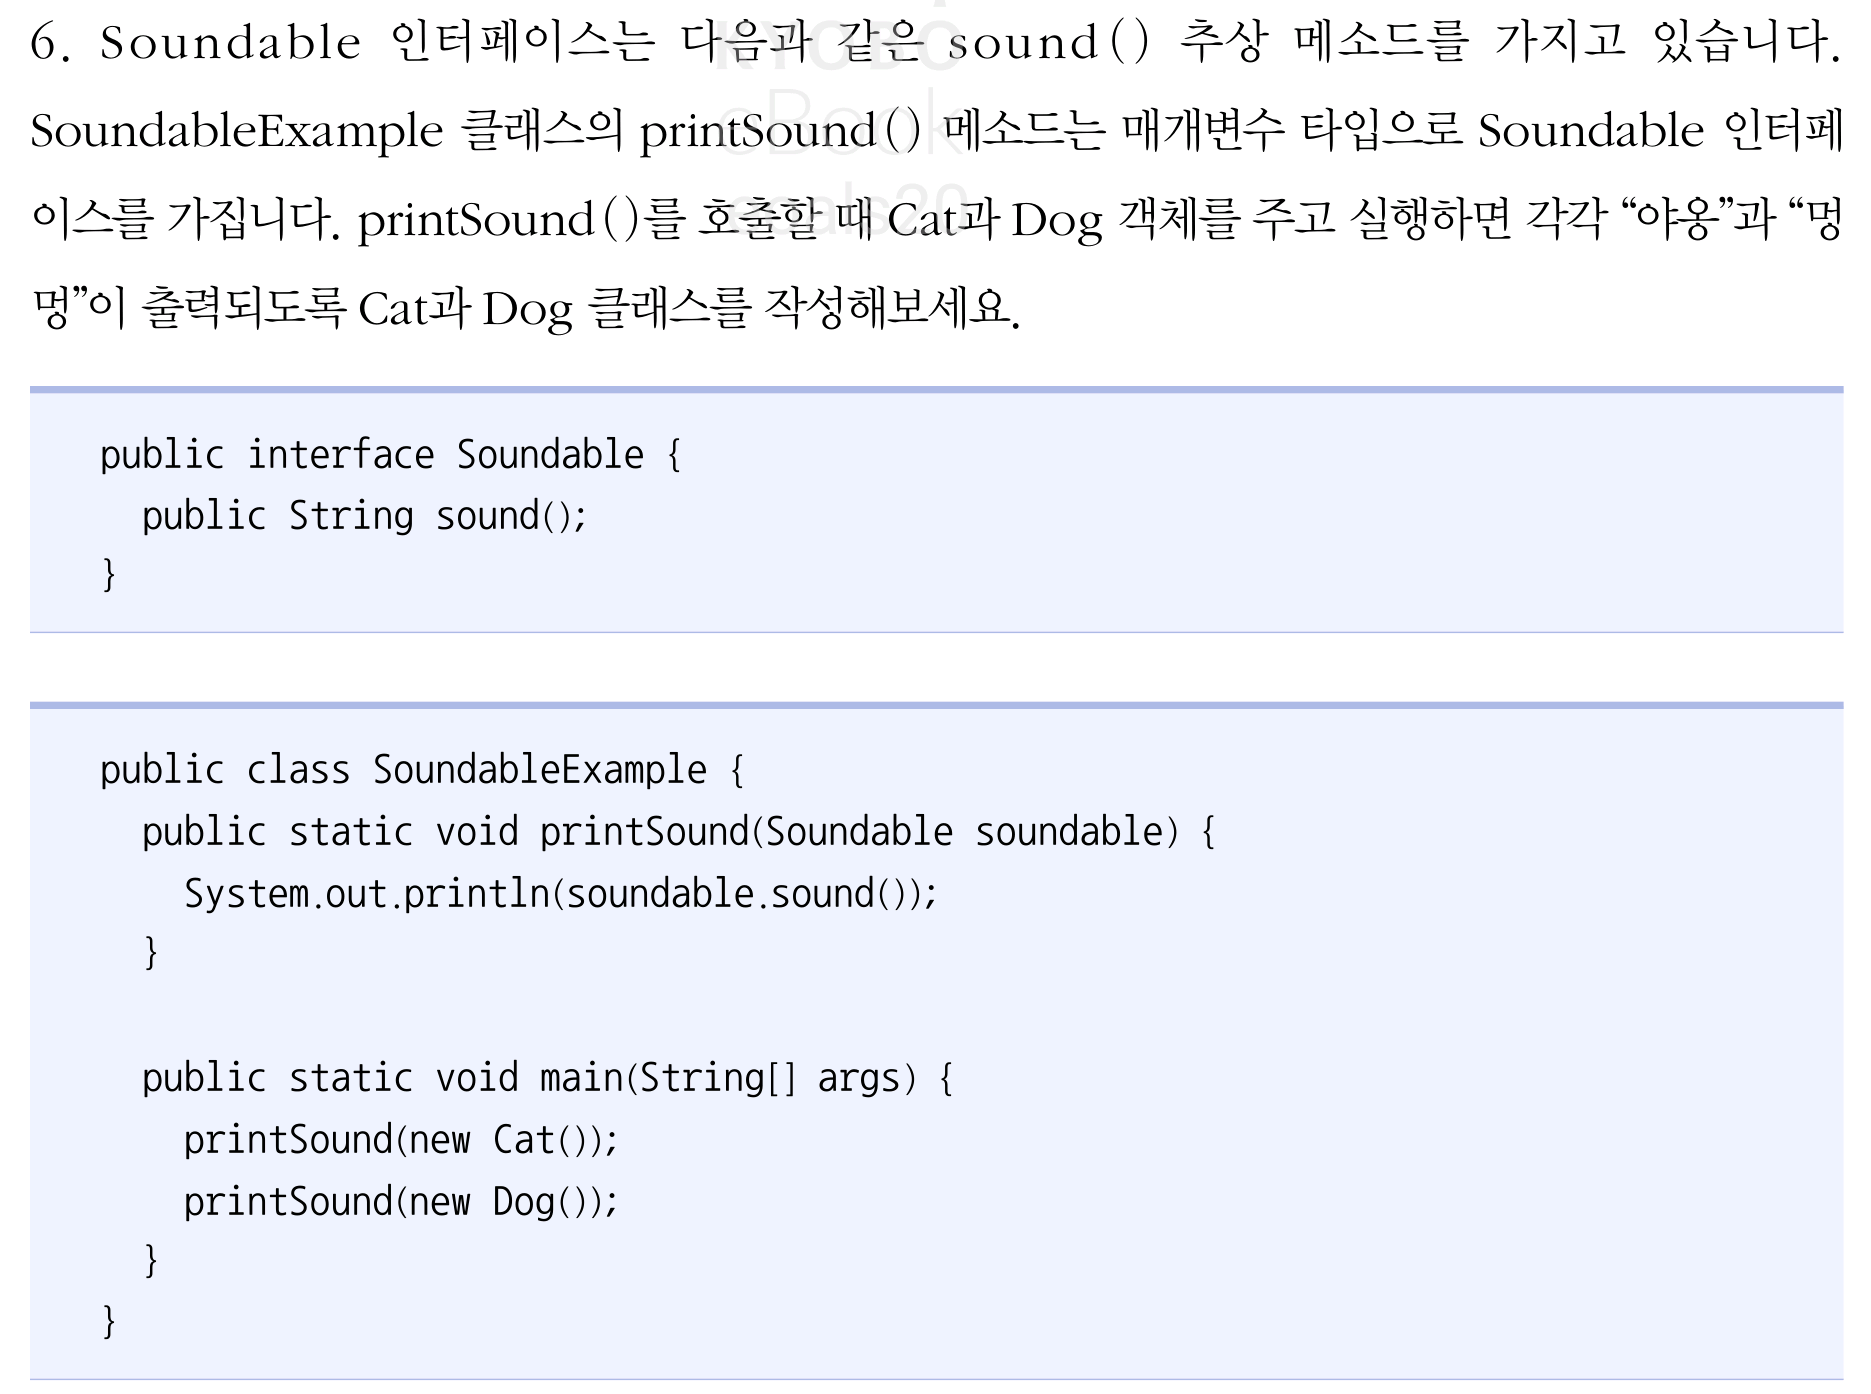 6. Soundable 인터페이스는 다음과 같은 sound() 추상 메소드를 가지고 있습니다.
SoundableExample 클래스의 printSound() 메소드는 매개변수 타입으로 Soundable 인터페
이스를 가집니다. printSound()를 호출할 때 Cat과 Dog 객체를 주고 실행하면 각각 “야옹”과 “멍
멍”이 출력되도록 Cat과 Dog 클래스를 작성해보세요.
KYOBO
eBook
public interface Soundable {
public String sound();
}
public class SoundableExample {
public static void printSound(Soundable soundable) {
System.out.println(soundable.sound());
}
public static void main(String[] args) {
printSound(new Cat());
printSound(new Dog());
}
}